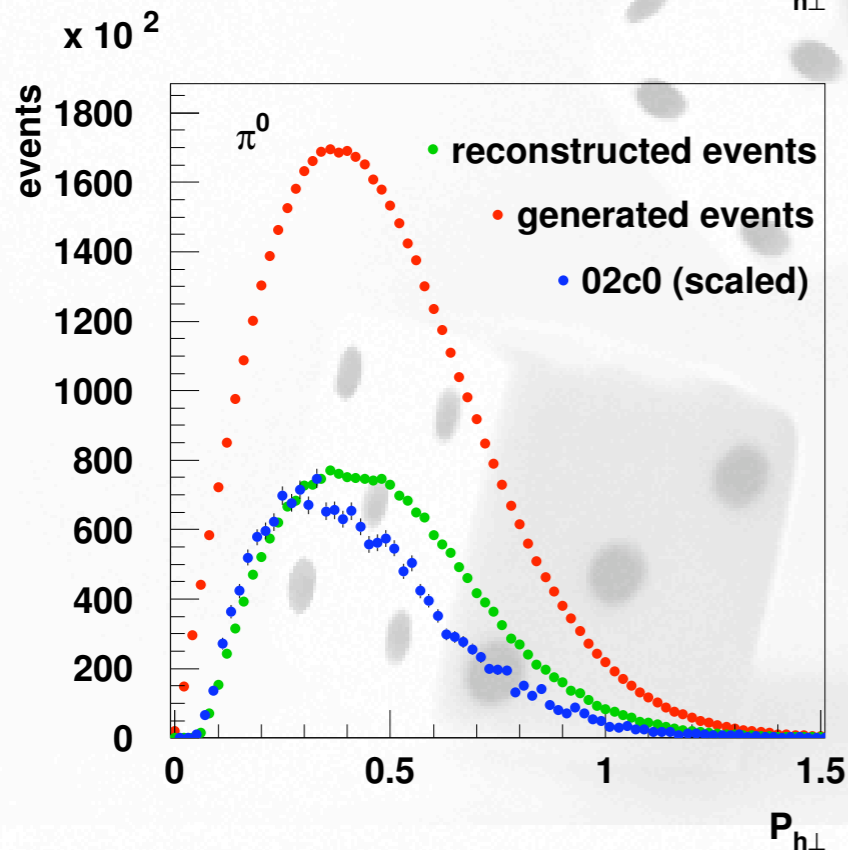 h⊥
x 10 2
events
1800
1600
1400
1200
1000
800
600
400
200
0
π0
reconstructed events
generated events
02c0 (scaled)
0 0.5 1 1.5
Ph⊥